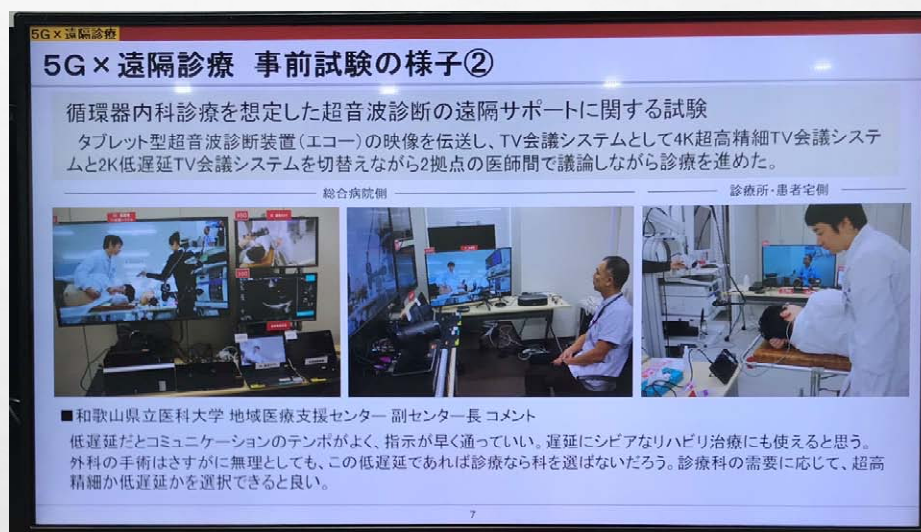 5G×遠隔診療
5G×遠隔診療 事前試験の様子②
循環器内科診療を想定した超音波診断の遠隔サポートに関する試験
タブレット型超音波診断装置（エコー）の映像を伝送し、TV会議システムとして4K超高精細TV会議システ
ムと2K低遅延TV会議システムを切替えながら2拠点の医師間で議論しながら診療を進めた。
総合病院側
診療所・患者宅側
■和歌山県立医科大学 地域医療支援センター 副センター長 コメント
低遅延だとコミュニケーションのテンポがよく、指示が早く通っていい。遅延にシビアなリハビリ治療にも使えると思う。
外科の手術はさすがに無理としても、この低遅延であれば診療なら科を選ばないだろう。診療科の需要に応じて、超高
精細か低遅延かを選択できると良い。
7